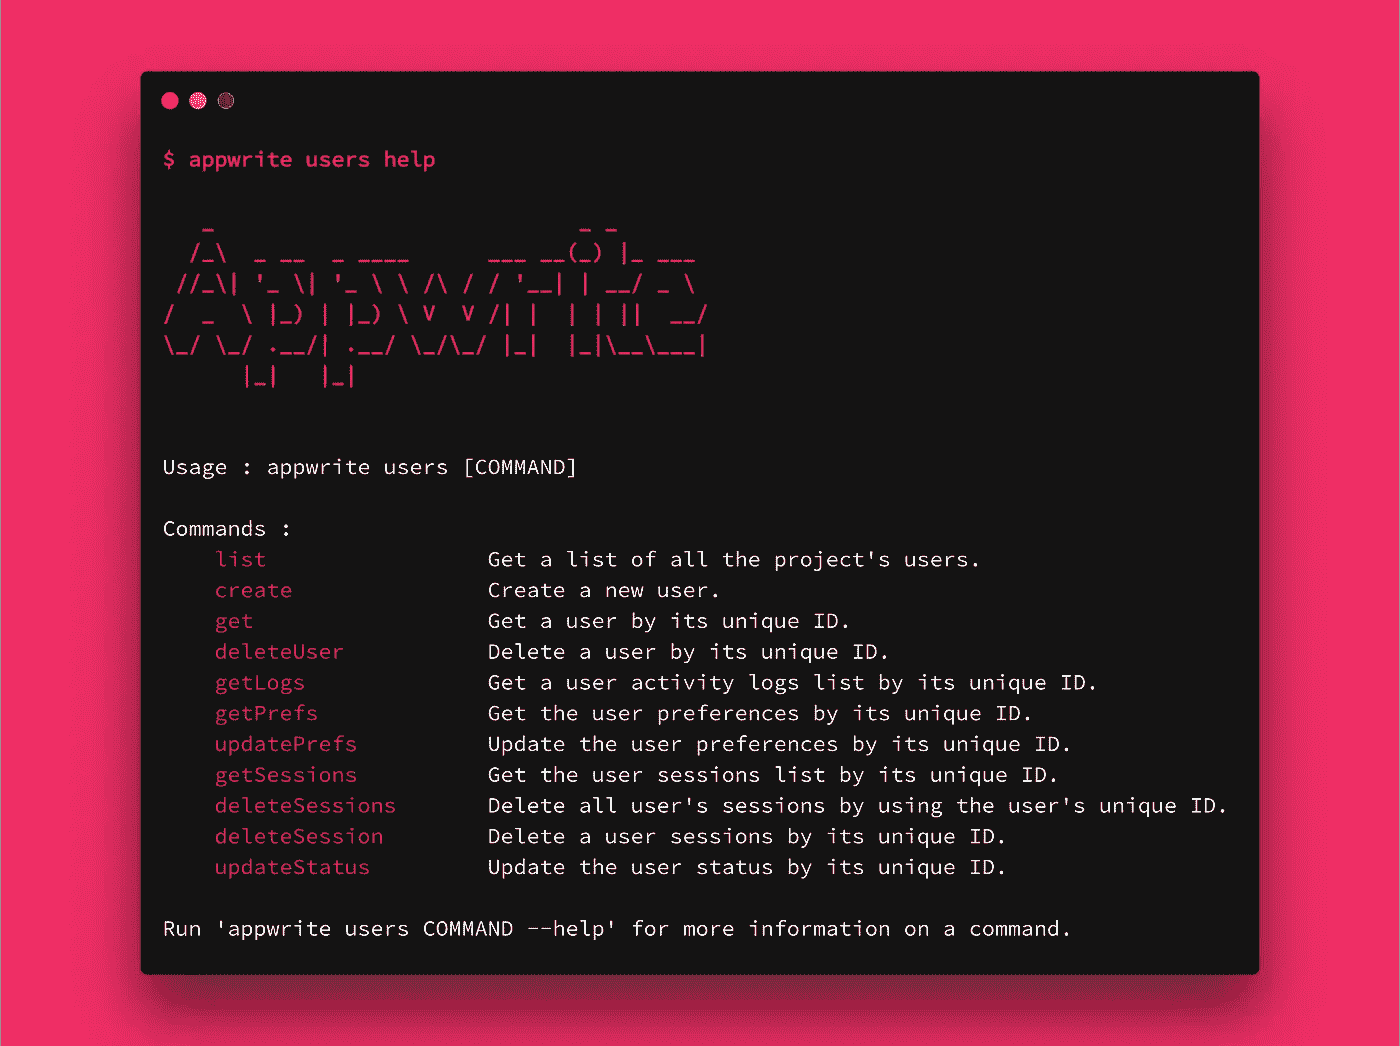 $ appwrite users help
Appwrite
Usage : appwrite users [COMMAND]
Commands :
list Get a list of all the project's users.
create Create a new user.
get Get a user by its unique ID.
deleteUser Delete a user by its unique ID.
getLogs Get a user activity logs list by its unique ID.
getPrefs Get the user preferences by its unique ID.
updatePrefs Update the user preferences by its unique ID.
getSessions Get the user sessions list by its unique ID.
deleteSessions Delete all user's sessions by using the user's unique ID.
deleteSession Delete a user sessions by its unique ID.
updateStatus Update the user status by its unique ID.
Run 'appwrite users COMMAND --help' for more information on a command.